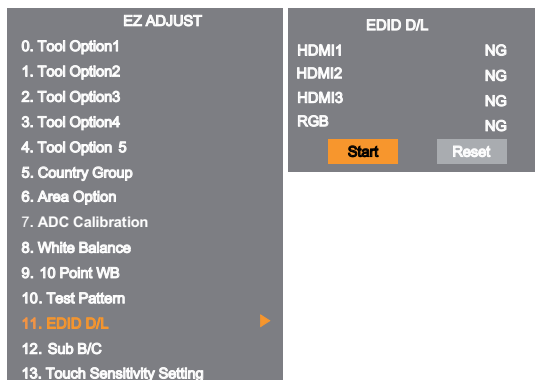 EZ ADJUST
0. Tool Option1
1. Tool Option2
2. Tool Option3
3. Tool Option4
4. Tool Option 5
5. Country Group
6. Area Option
7. ADC Calibration
8. White Balance
9. 10 Point WB
10. Test Pattern
11. EDID D/L
12. Sub B/C
13. Touch Sensitivity Setting
EDID D/L
HDMI1 NG
HDMI2 NG
HDMI3 NG
RGB NG
Start Reset